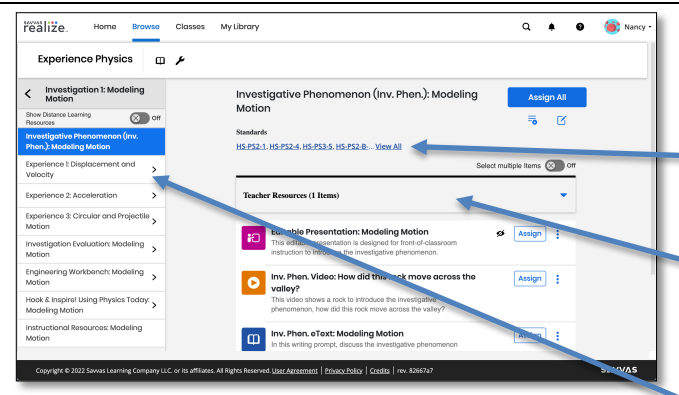 SAVVAS
realize.
Home Browse Classes My Library
Nancy
Experience Physics
Investigation 1: Modeling
Motion
Show Distance Learning
Resources
Off
Investigative Phenomenon (Inv.
Phen.): Modeling Motion
Experience 1: Displacement and
Velocity
Experience 2: Acceleration
Experience 3: Circular and Projectile
Motion
Investigation Evaluation: Modeling
Motion
Engineering Workbench: Modeling
Motion
Hook & Inspire! Using Physics Today:
Modeling Motion
Instructional Resources: Modeling
Motion
Investigative Phenomenon (Inv. Phen.): Modeling
Motion
Assign All
Standards
HS-PS2-1, HS-PS2-4, HS-PS3-5, HS-PS2-B-... View All
Select multiple Items Off
Teacher Resources (1 Items)
Editable Presentation: Modeling Motion
This editable presentation is designed for front-of-classroom
instruction to introduce the investigative phenomenon.
Assign
Inv. Phen. Video: How did this rock move across the
valley?
This video shows a rock to introduce the investigative
phenomenon, how did this rock move across the valley?
Assign
Inv. Phen. eText: Modeling Motion
In this writing prompt, discuss the investigative phenomenon
Assign
Copyright © 2022 Savvas Learning Company LLC. or its affiliates. All Rights Reserved. User Agreement | Privacy Policy | Credits | rev. 82667a7
SAVVAS